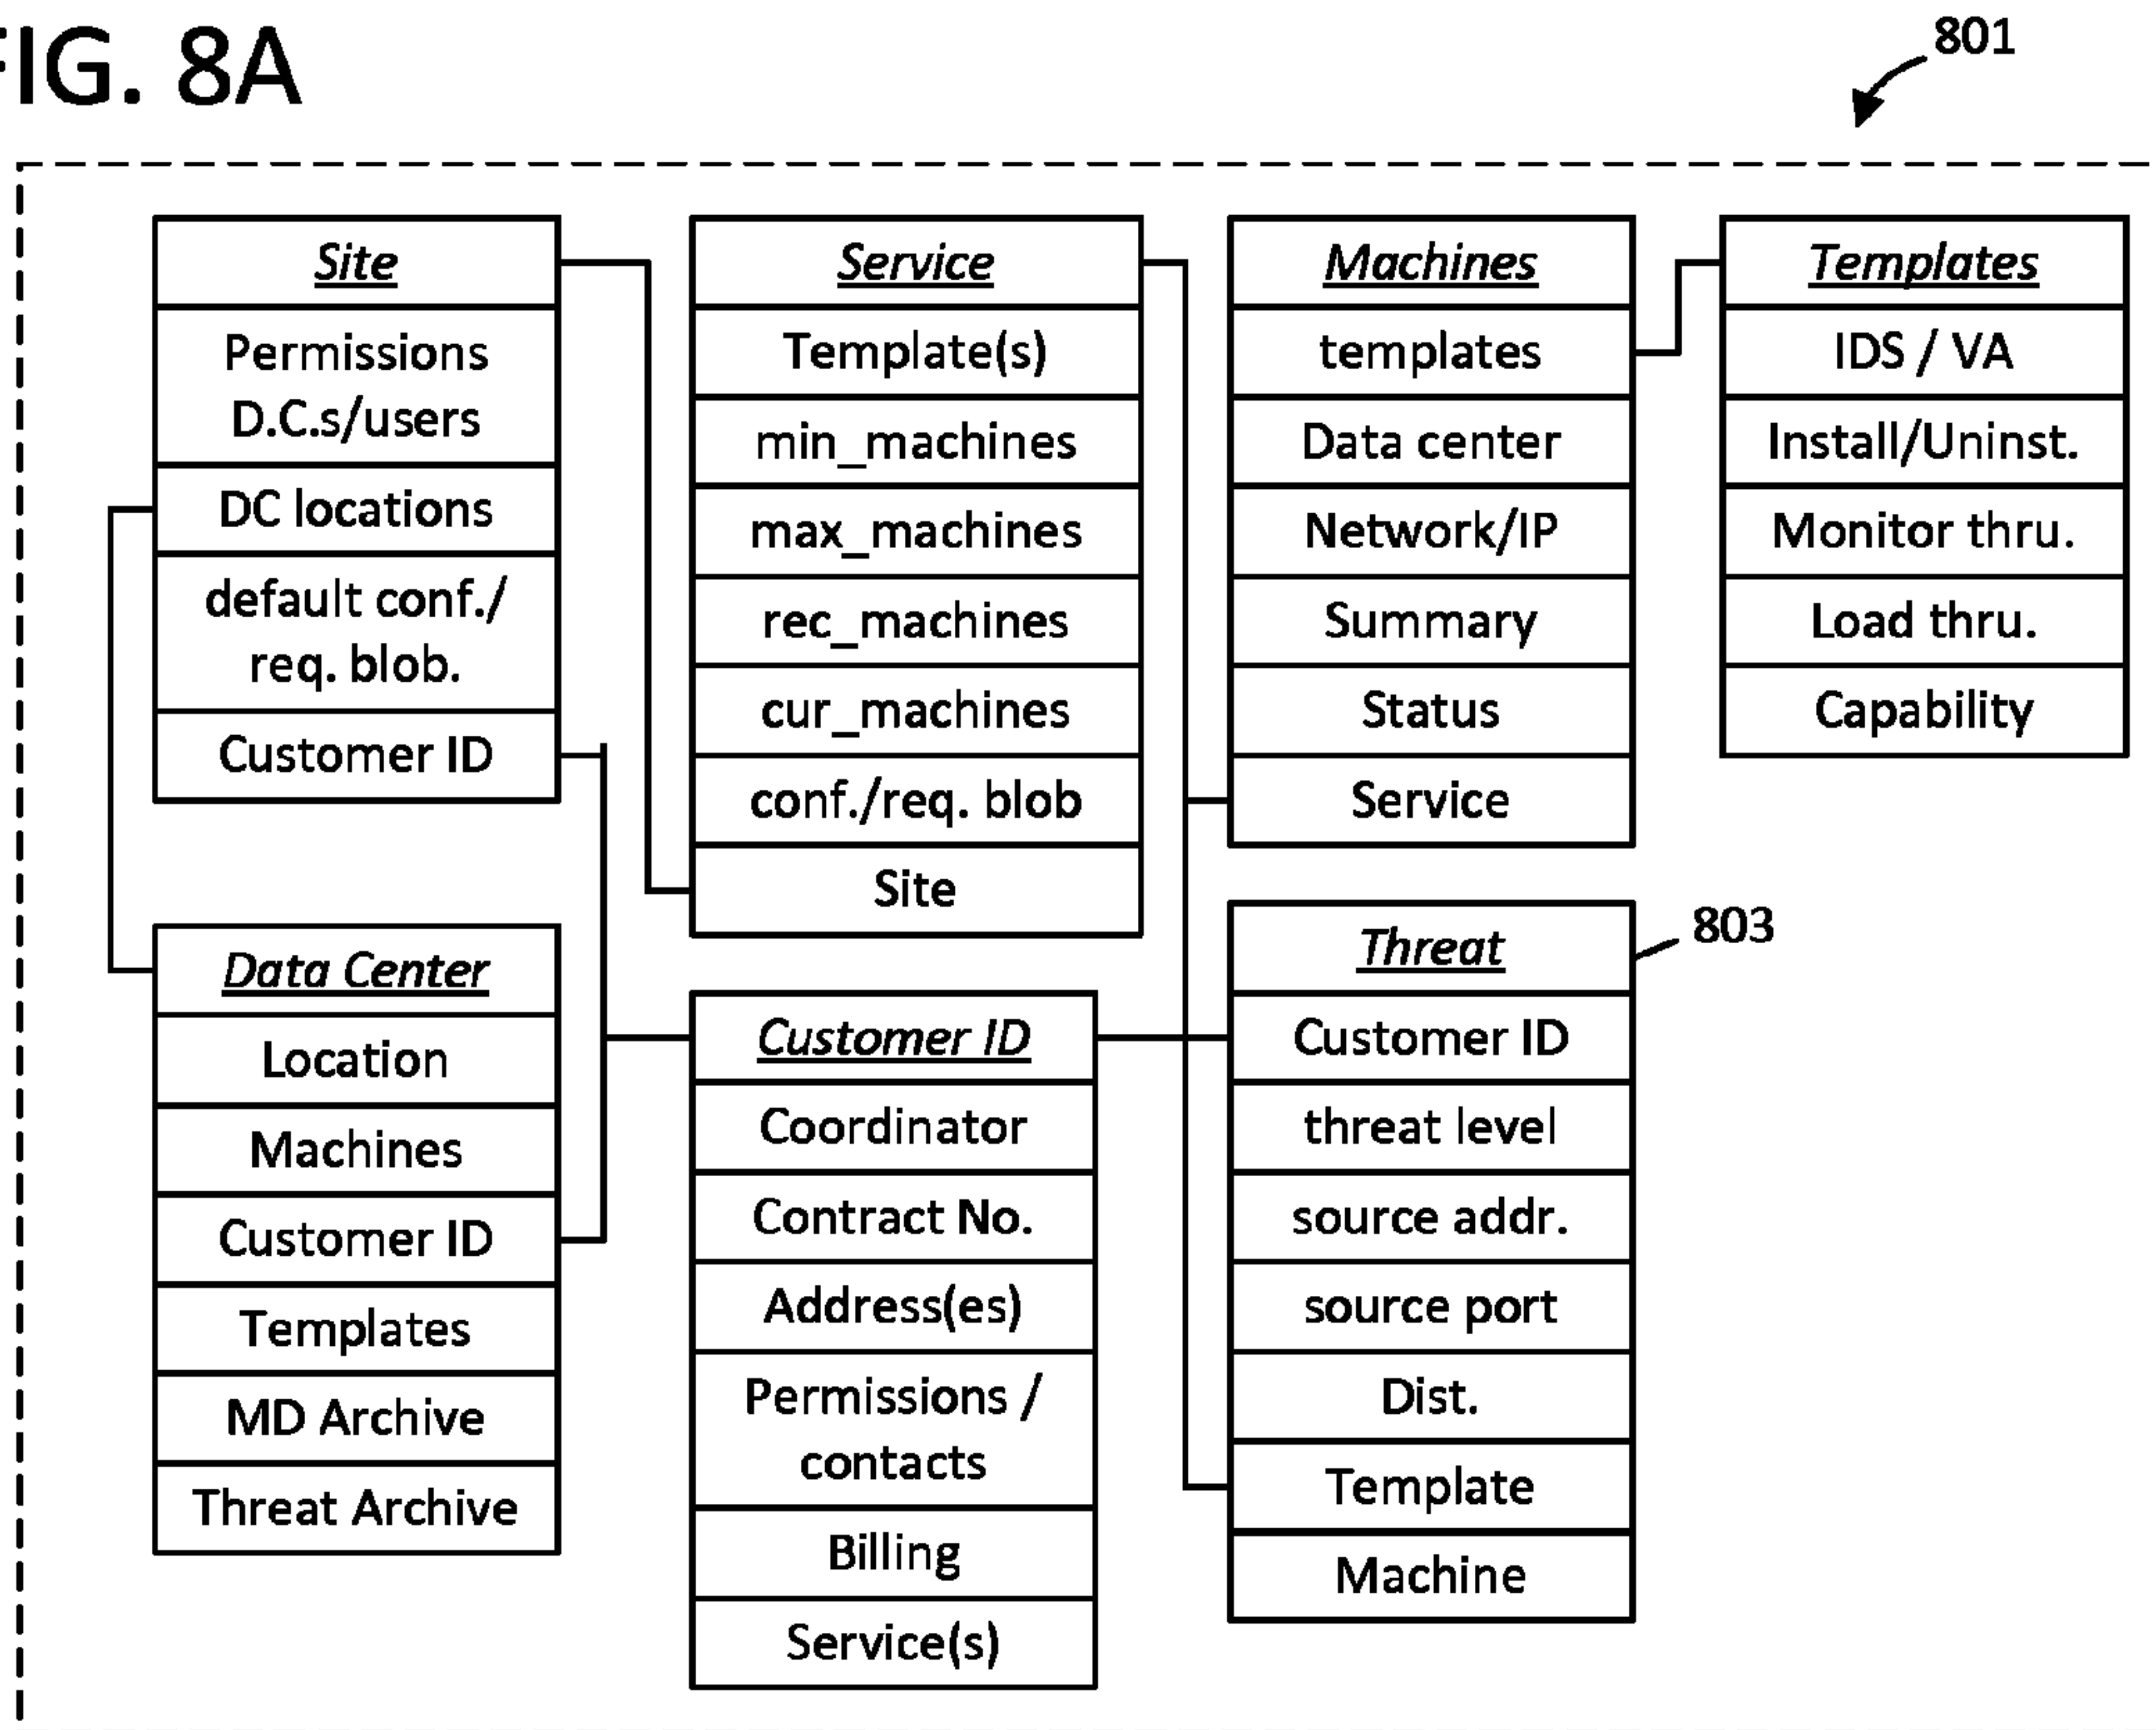 FIG. 8A
801
Site
Permissions
D.C.s/users
DC locations
default conf./
req. blob.
Customer ID
Service
Template(s)
min_machines
max_machines
rec_machines
cur_machines
conf./req. blob
Site
Machines
templates
Data center
Network/IP
Summary
Status
Service
Templates
IDS / VA
Install/Uninst.
Monitor thru.
Load thru.
Capability
Data Center
Location
Machines
Customer ID
Templates
MD Archive
Threat Archive
Customer ID
Coordinator
Contract No.
Address(es)
Permissions /
contacts
Billing
Service(s)
803
Threat
Customer ID
threat level
source addr.
source port
Dist.
Template
Machine